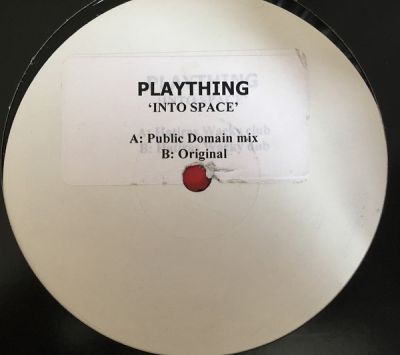 PLAYTHING
‘INTO SPACE’
A: Public Domain mix
B: Original